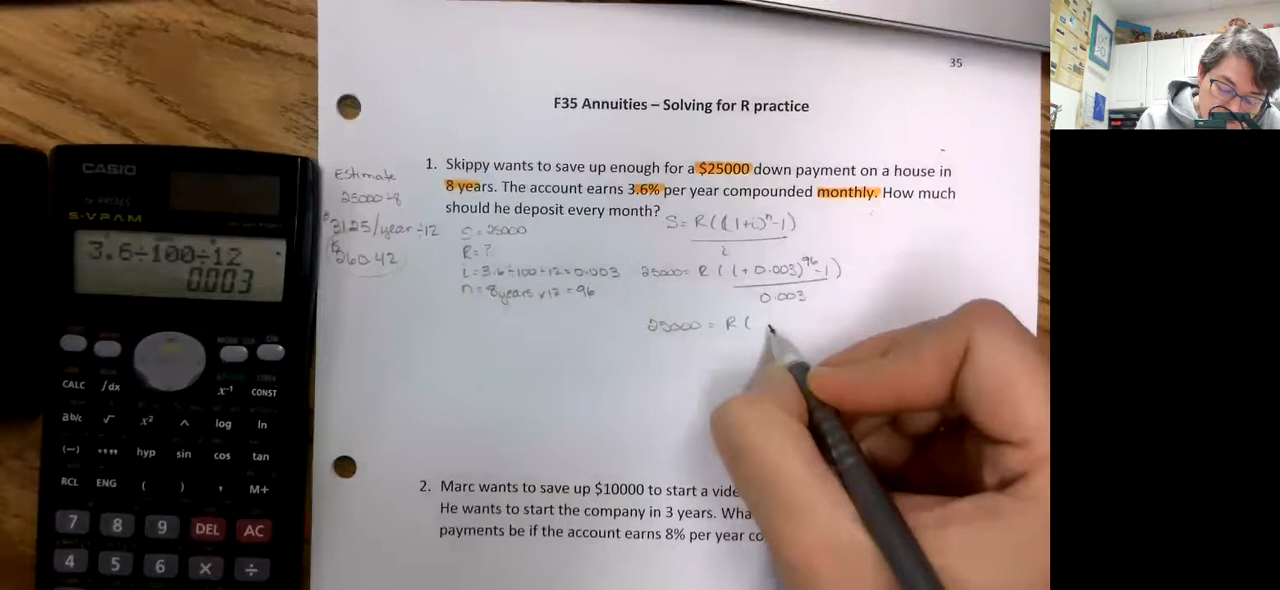 35
F35 Annuities – Solving for R practice
1. Skippy wants to save up enough for a $25000 down payment on a house in
8 years. The account earns 3.6% per year compounded monthly. How much
should he deposit every month?
Estimate
25000÷8
$3125/year ÷12
$260.42
S = 25000
R = ?
i = 3.6÷100÷12=0.003
n = 8years x12 = 96
S = R((1+i)^n-1)
i
25000 = R((1+0.003)^96-1)
0.003
25000 = R(
2. Marc wants to save up $10000 to start a vide
He wants to start the company in 3 years. Wha
payments be if the account earns 8% per year co
CASIO
S-V.P.A.M.
3.6÷100÷12
0.003
CALC ∫dx x⁻¹ CONST
ab/c √ x² ^ log ln
(−) °'" hyp sin cos tan
RCL ENG ( ) , M+
7 8 9 DEL AC
4 5 6 × ÷